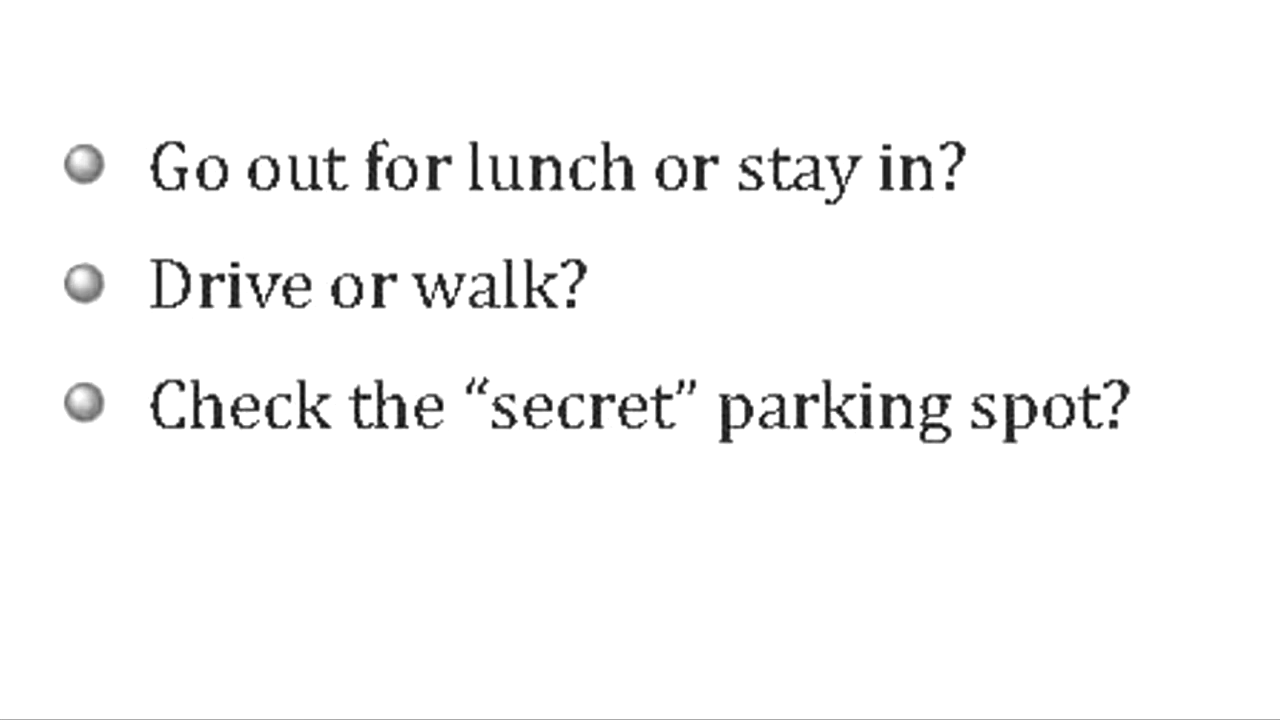 Go out for lunch or stay in?
Drive or walk?
Check the “secret” parking spot?